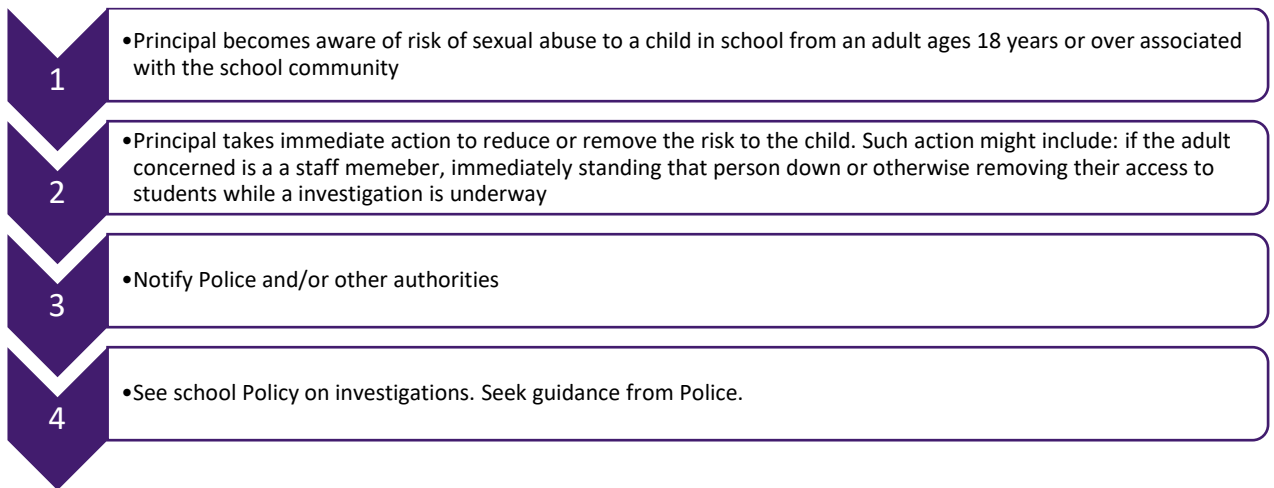 1
•Principal becomes aware of risk of sexual abuse to a child in school from an adult ages 18 years or over associated
with the school community
2
•Principal takes immediate action to reduce or remove the risk to the child. Such action might include: if the adult
concerned is a a staff memeber, immediately standing that person down or otherwise removing their access to
students while a investigation is underway
3
•Notify Police and/or other authorities
4
•See school Policy on investigations. Seek guidance from Police.